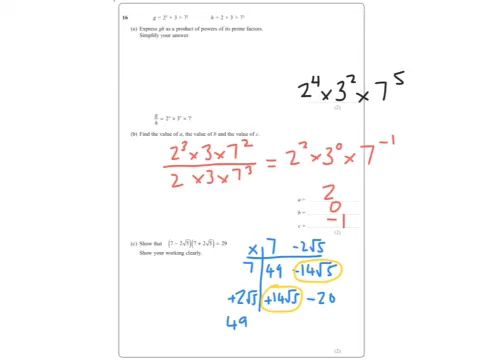 16 g = 2³ × 3 × 7² h = 2 × 3 × 7³
(a) Express gh as a product of powers of its prime factors.
Simplify your answer.
2⁴ × 3² × 7⁵
(2)
g/h = 2ᵃ × 3ᵇ × 7ᶜ
(b) Find the value of a, the value of b and the value of c.
2³ × 3 × 7² / 2 × 3 × 7³ = 2² × 3⁰ × 7⁻¹
a = 2
b = 0
c = -1
(2)
(c) Show that (7 − 2√5)(7 + 2√5) = 29
Show your working clearly.
× 7 -2√5
7 49 -14√5
+2√5 +14√5 -20
49
(2)